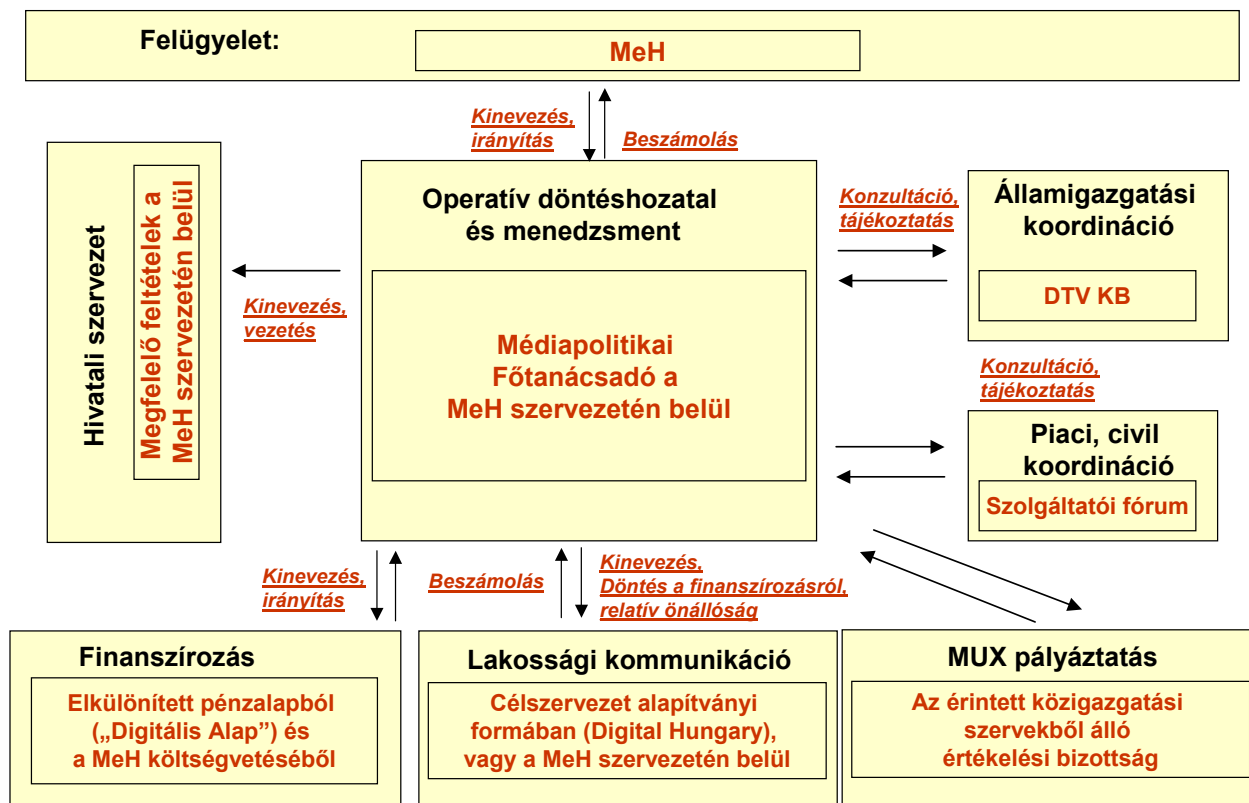 Felügyelet:
MeH
Kinevezés,
irányítás
Beszámolás
Hivatali szervezet
Megfelelő feltételek a
MeH szervezetén belül
Kinevezés,
vezetés
Operatív döntéshozatal
és menedzsment
Médiapolitikai
Főtanácsadó a
MeH szervezetén belül
Konzultáció,
tájékoztatás
Államigazgatási
koordináció
DTV KB
Konzultáció,
tájékoztatás
Piaci, civil
koordináció
Szolgáltatói fórum
Kinevezés,
irányítás
Beszámolás
Kinevezés,
Döntés a finanszírozásról,
relatív önállóság
Finanszírozás
Elkülönített pénzalapból
(„Digitális Alap”) és
a MeH költségvetéséből
Lakossági kommunikáció
Célszervezet alapítványi
formában (Digital Hungary),
vagy a MeH szervezetén belül
MUX pályáztatás
Az érintett közigazgatási
szervekből álló
értékelési bizottság